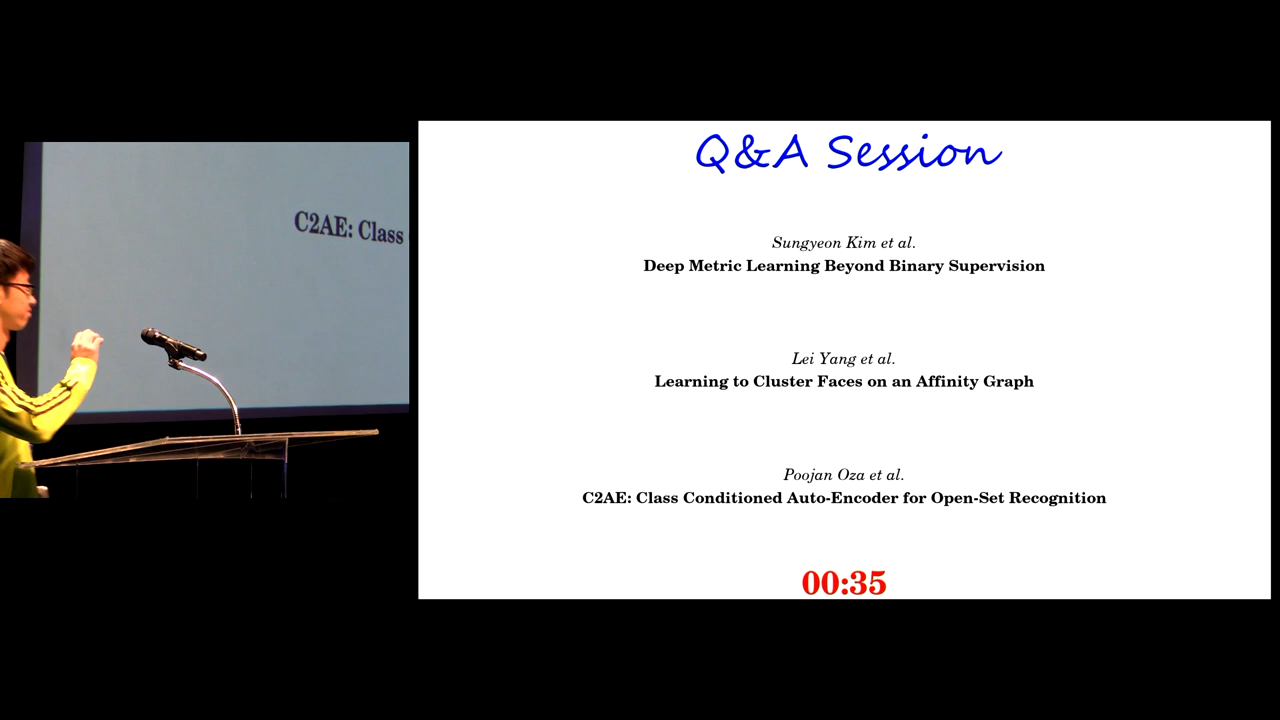 C2AE: Class
Q&A Session
Sungyeon Kim et al.
Deep Metric Learning Beyond Binary Supervision
Lei Yang et al.
Learning to Cluster Faces on an Affinity Graph
Poojan Oza et al.
C2AE: Class Conditioned Auto-Encoder for Open-Set Recognition
00:35